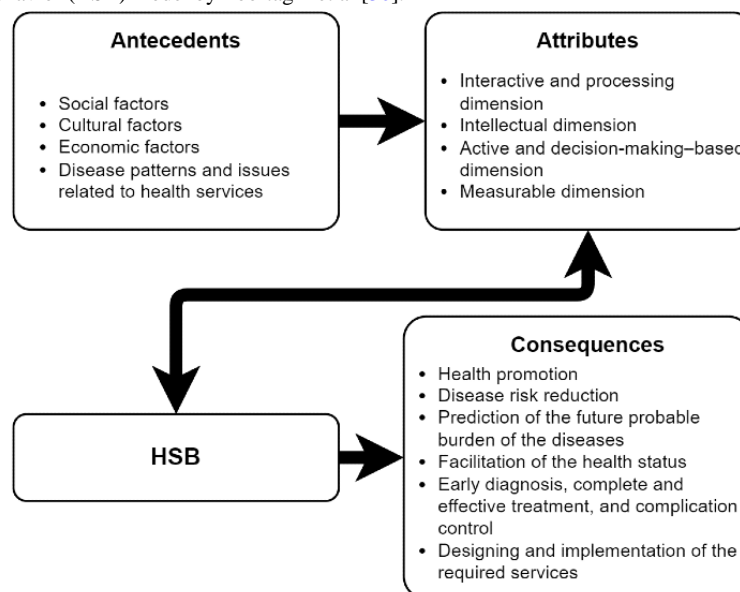 Antecedents
• Social factors
• Cultural factors
• Economic factors
• Disease patterns and issues
related to health services
Attributes
• Interactive and processing
dimension
• Intellectual dimension
• Active and decision-making–based
dimension
• Measurable dimension
HSB
Consequences
• Health promotion
• Disease risk reduction
• Prediction of the future probable
burden of the diseases
• Facilitation of the health status
• Early diagnosis, complete and
effective treatment, and complication
control
• Designing and implementation of the
required services